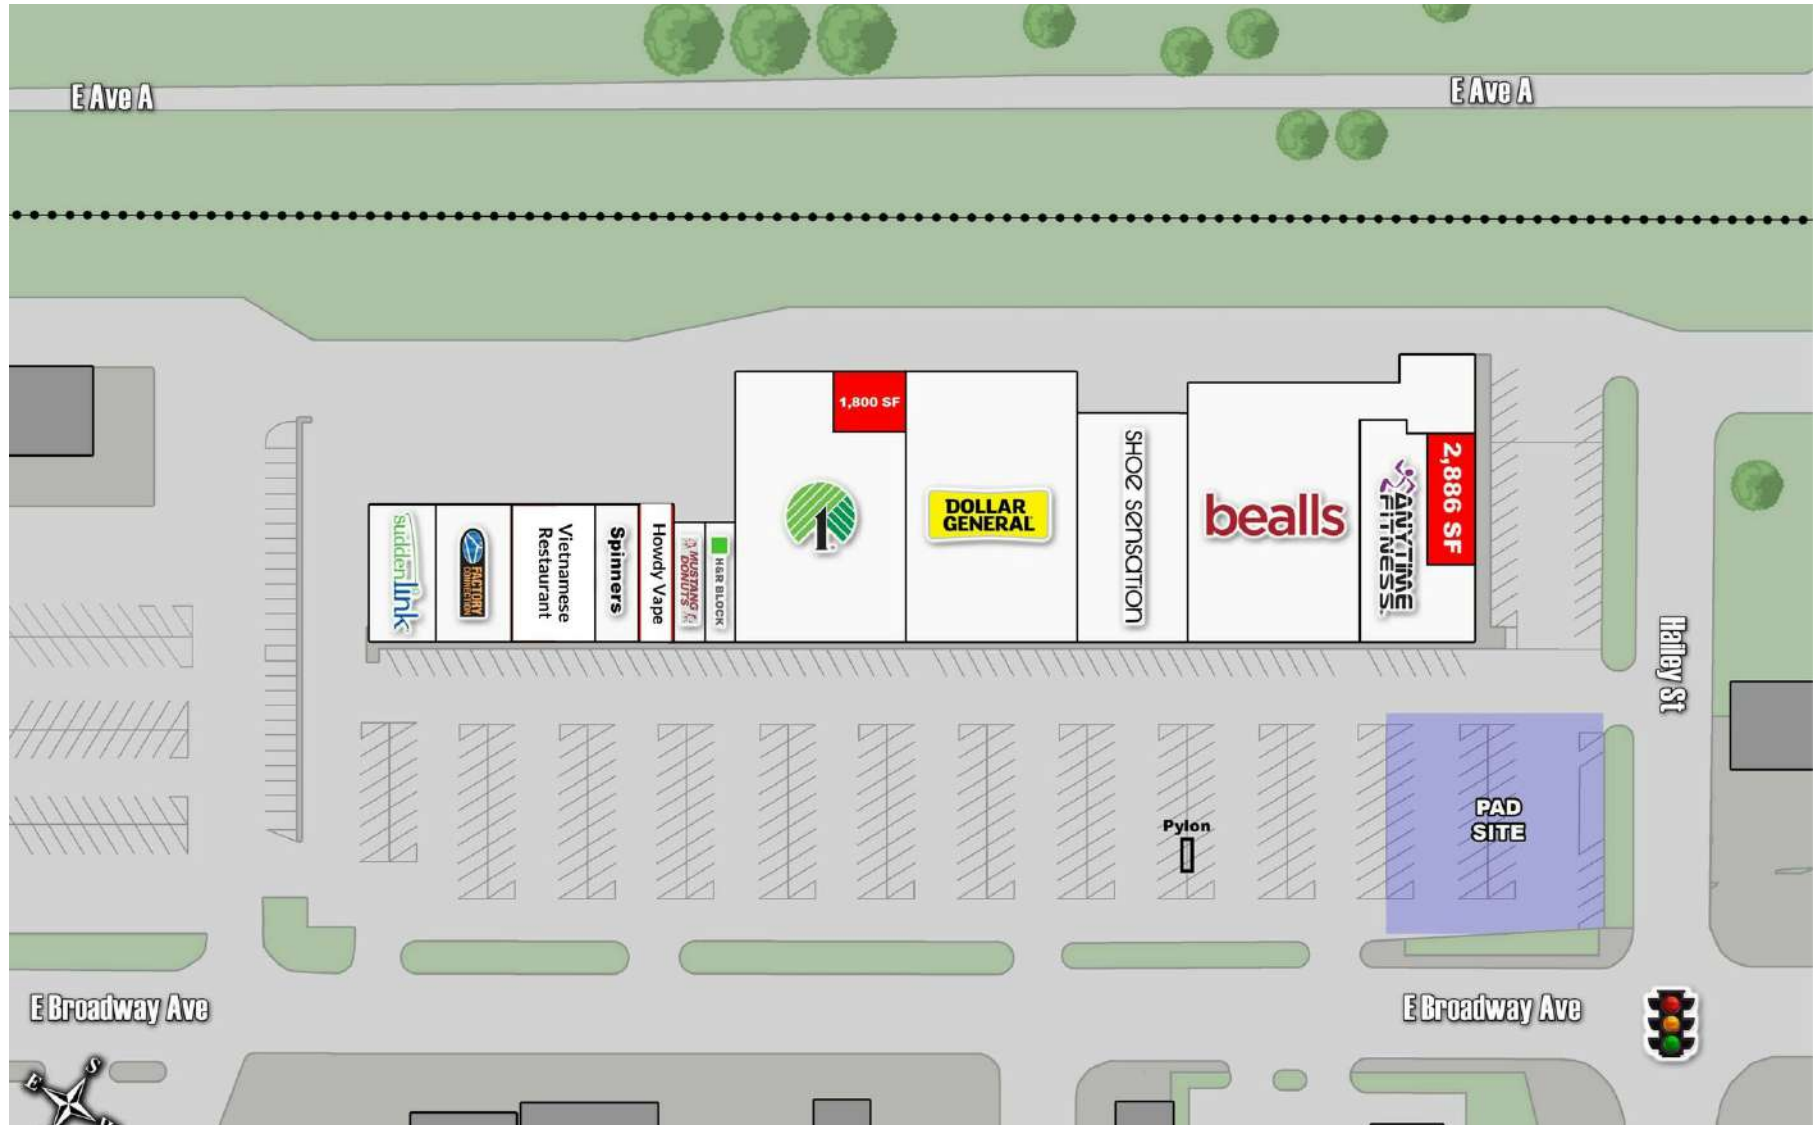 E Ave A
E Ave A
1,800 SF
suddenlink
FACTORY
CONNECTION
Vietnamese
Restaurant
Spinners
Howdy Vape
MUSTANG
DONUTS
H&R BLOCK
1
DOLLAR
GENERAL
SHOE SENSATION
bealls
ANYTIME
FITNESS
2,886 SF
Hailey St
Pylon
PAD
SITE
E Broadway Ave
E Broadway Ave
S
E